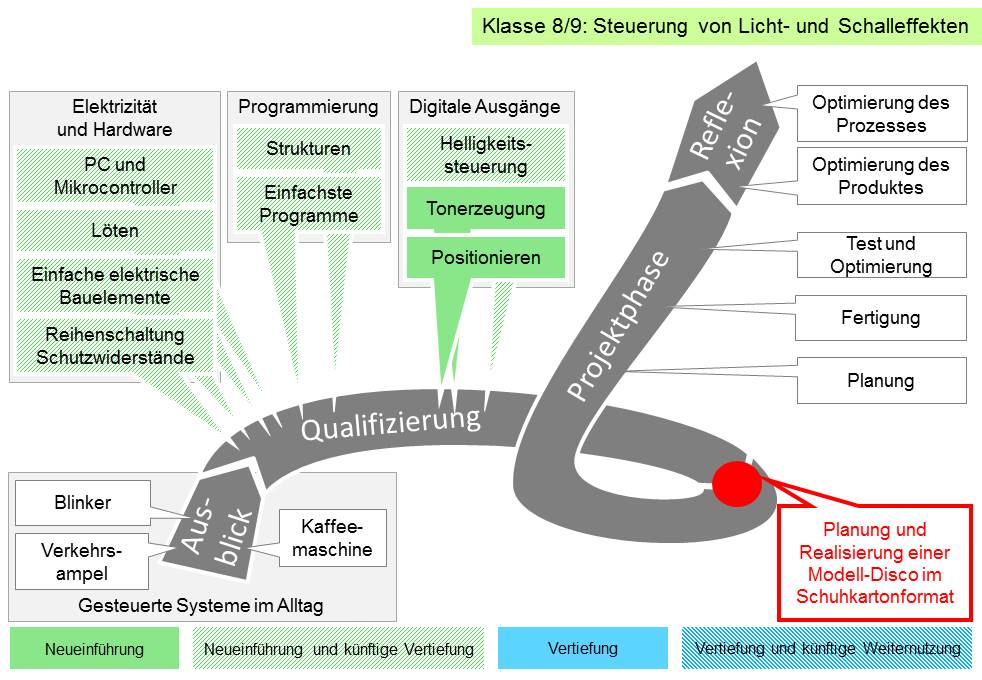 Klasse 8/9: Steuerung von Licht- und Schalleffekten
Elektrizität
und Hardware
PC und
Mikrocontroller
Löten
Einfache elektrische
Bauelemente
Reihenschaltung
Schutzwiderstände
Programmierung
Strukturen
Einfachste
Programme
Digitale Ausgänge
Helligkeits-
steuerung
Tonerzeugung
Positionieren
Refle-
xion
Optimierung des
Prozesses
Optimierung des
Produktes
Projektphase
Test und
Optimierung
Fertigung
Planung
Qualifizierung
Aus-
blick
Blinker
Verkehrs-
ampel
Kaffee-
maschine
Gesteuerte Systeme im Alltag
Planung und
Realisierung einer
Modell-Disco im
Schuhkartonformat
Neueinführung
Neueinführung und künftige Vertiefung
Vertiefung
Vertiefung und künftige Weiternutzung